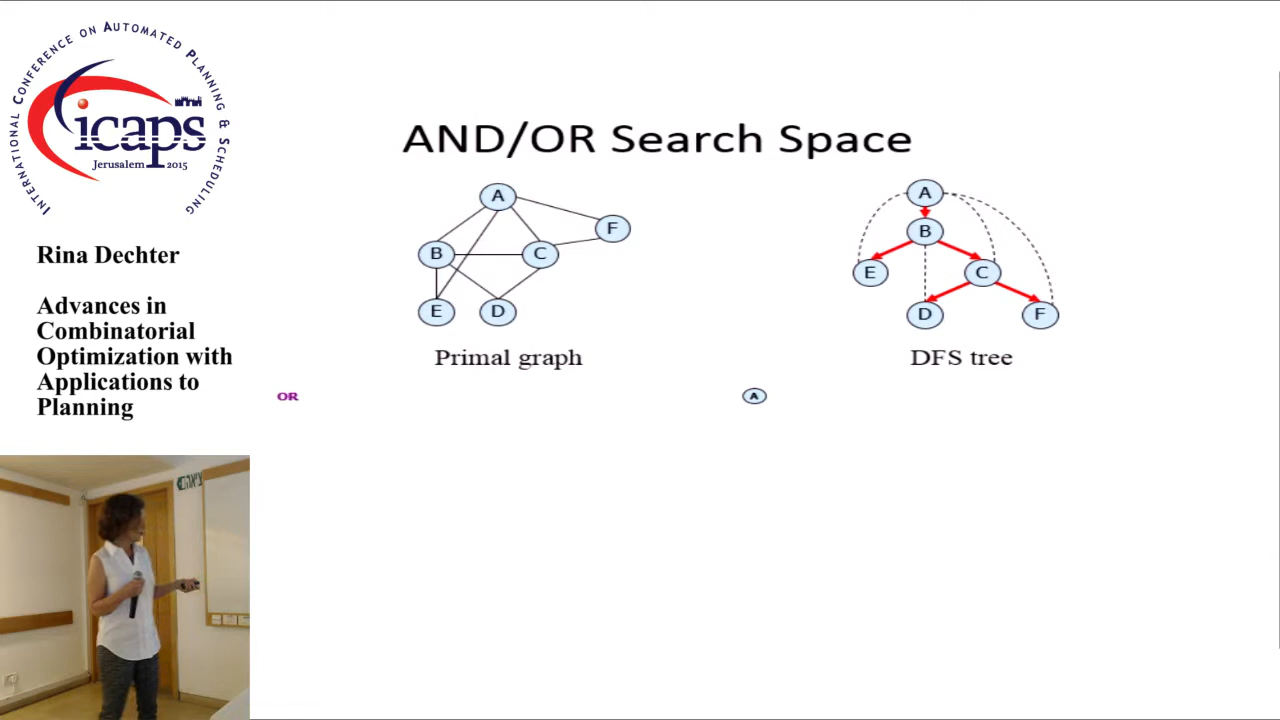 INTERNATIONAL CONFERENCE ON AUTOMATED PLANNING & SCHEDULING
icaps
Jerusalem 2015
Rina Dechter
Advances in
Combinatorial
Optimization with
Applications to
Planning
AND/OR Search Space
A
F
B
C
E
D
Primal graph
A
B
E
C
D
F
DFS tree
OR
A